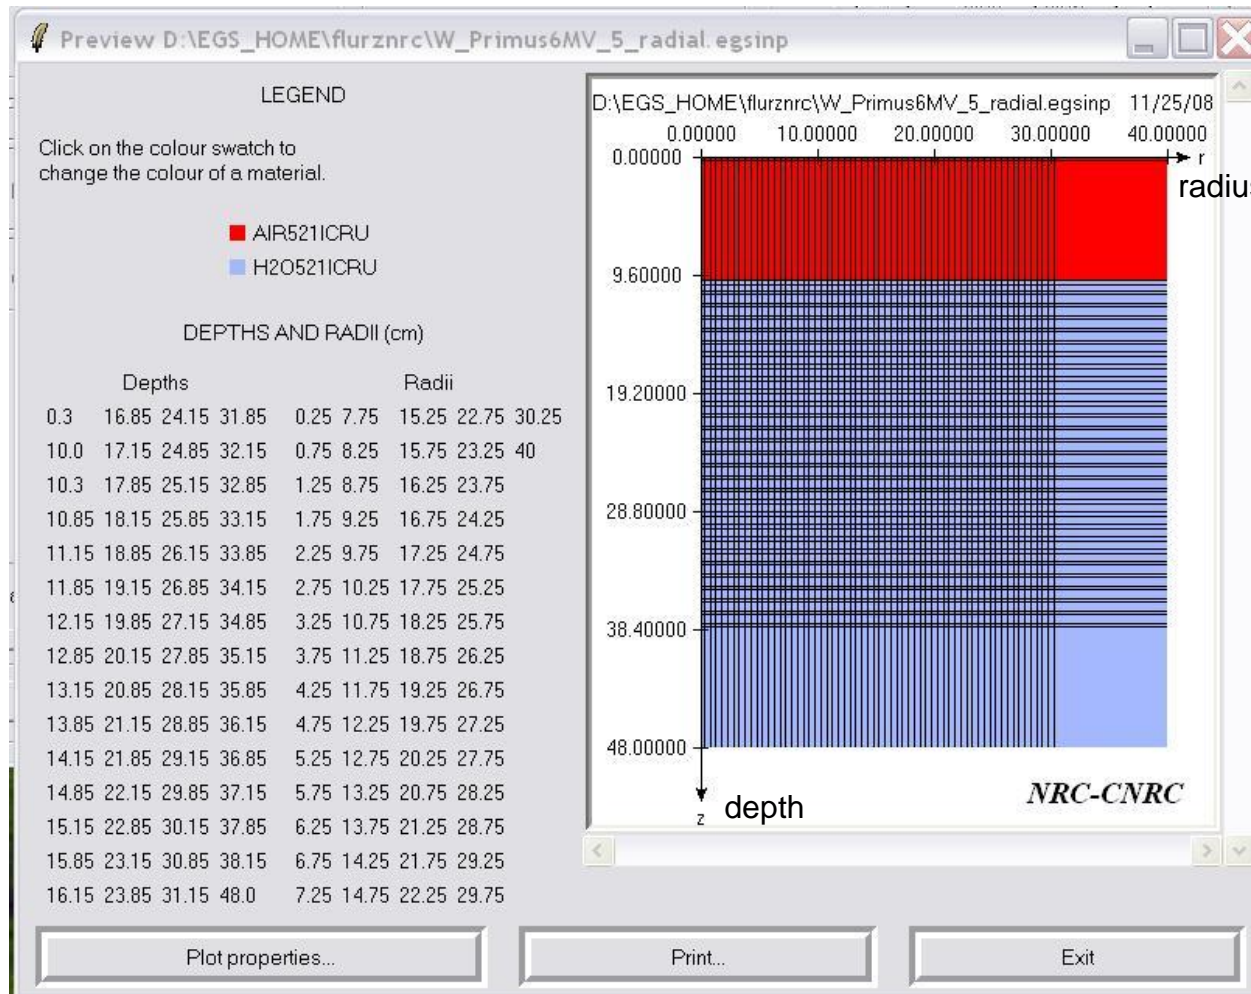 Preview D:\EGS_HOME\flurznrc\W_Primus6MV_5_radial.egsinp
LEGEND
Click on the colour swatch to
change the colour of a material.
AIR521ICRU
H2O521ICRU
DEPTHS AND RADII (cm)
Depths Radii
0.3 16.85 24.15 31.85 0.25 7.75 15.25 22.75 30.25
10.0 17.15 24.85 32.15 0.75 8.25 15.75 23.25 40
10.3 17.85 25.15 32.85 1.25 8.75 16.25 23.75
10.85 18.15 25.85 33.15 1.75 9.25 16.75 24.25
11.15 18.85 26.15 33.85 2.25 9.75 17.25 24.75
11.85 19.15 26.85 34.15 2.75 10.25 17.75 25.25
12.15 19.85 27.15 34.85 3.25 10.75 18.25 25.75
12.85 20.15 27.85 35.15 3.75 11.25 18.75 26.25
13.15 20.85 28.15 35.85 4.25 11.75 19.25 26.75
13.85 21.15 28.85 36.15 4.75 12.25 19.75 27.25
14.15 21.85 29.15 36.85 5.25 12.75 20.25 27.75
14.85 22.15 29.85 37.15 5.75 13.25 20.75 28.25
15.15 22.85 30.15 37.85 6.25 13.75 21.25 28.75
15.85 23.15 30.85 38.15 6.75 14.25 21.75 29.25
16.15 23.85 31.15 48.0 7.25 14.75 22.25 29.75
D:\EGS_HOME\flurznrc\W_Primus6MV_5_radial.egsinp 11/25/08
0.00000 10.00000 20.00000 30.00000 40.00000
0.00000
r
radius
9.60000
19.20000
28.80000
38.40000
48.00000
depth
z
NRC-CNRC
Plot properties...
Print...
Exit